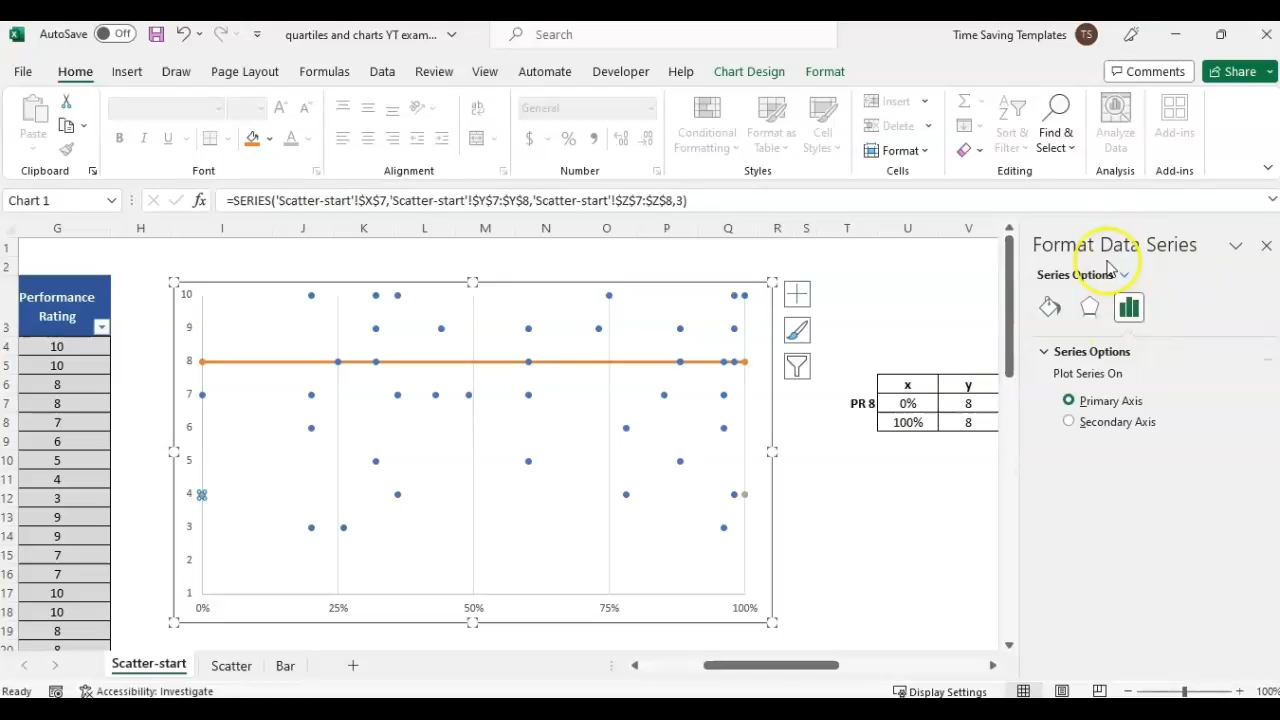 AutoSave Off quartiles and charts YT exam... Search Time Saving Templates TS
File Home Insert Draw Page Layout Formulas Data Review View Automate Developer Help Chart Design Format Comments Share
Paste
Clipboard
B I U A A A
Font
Alignment
General
$ % 9
Number
Conditional Formatting
Format as Table
Cell Styles
Styles
Insert
Delete
Format
Cells
Sort & Filter
Find & Select
Editing
Analyze Data
Analysis
Add-ins
Add-ins
Chart 1 fx =SERIES('Scatter-start'!$X$7,'Scatter-start'!$Y$7:$Y$8,'Scatter-start'!$Z$7:$Z$8,3)
G H I J K L M N O P Q R S T U V
1
2
3 Performance Rating
4 10
5 10
6 8
7 8
8 7
9 6
10 5
11 4
12 3
13 9
14 9
15 7
16 7
17 10
18 10
19 8
20 8
10
9
8
7
6
5
4
3
2
1
0% 25% 50% 75% 100%
x y
PR 8 0% 8
100% 8
Format Data Series
Series Options
Series Options
Plot Series On
Primary Axis
Secondary Axis
Scatter-start Scatter Bar
Ready Accessibility: Investigate Display Settings 100%